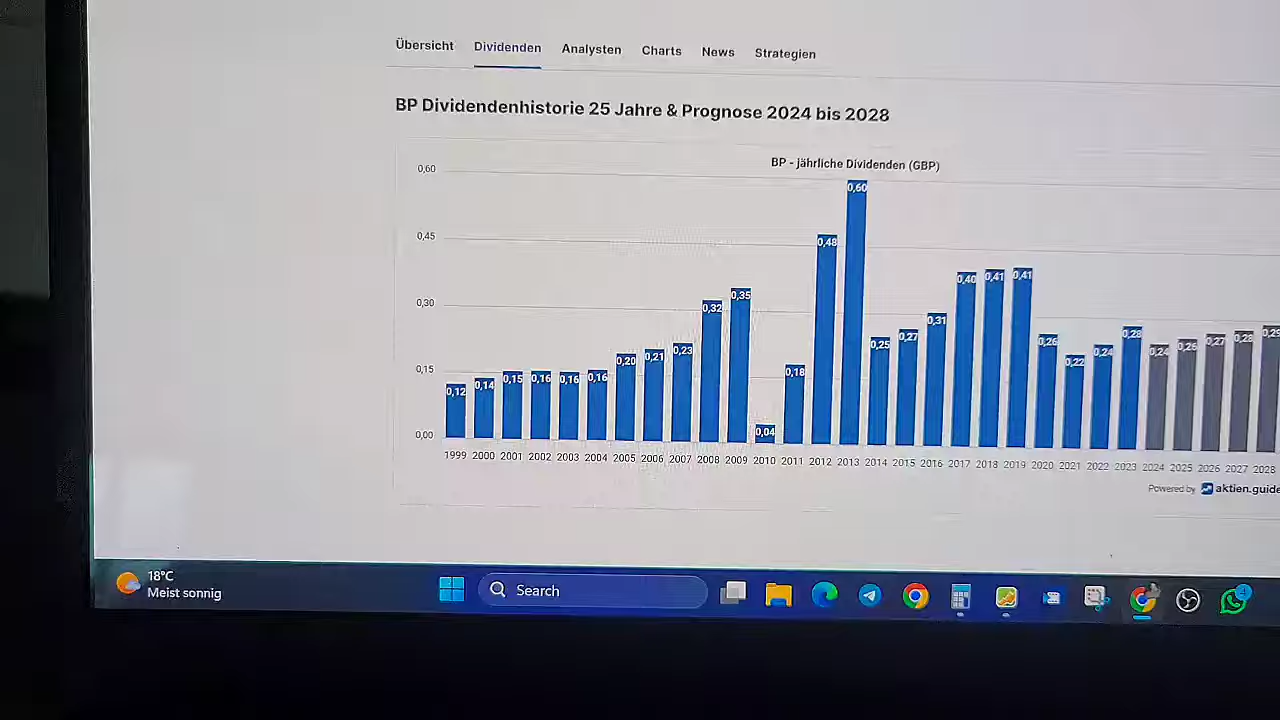 Übersicht Dividenden Analysten Charts News Strategien
BP Dividendenhistorie 25 Jahre & Prognose 2024 bis 2028
BP - jährliche Dividenden (GBP)
0,60
0,45
0,30
0,15
0,00
0,12 0,14 0,15 0,16 0,16 0,16 0,20 0,21 0,23 0,32 0,35 0,04 0,18 0,48 0,60 0,25 0,27 0,31 0,40 0,41 0,41 0,26 0,22 0,24 0,28 0,24 0,26 0,27 0,28
1999 2000 2001 2002 2003 2004 2005 2006 2007 2008 2009 2010 2011 2012 2013 2014 2015 2016 2017 2018 2019 2020 2021 2022 2023 2024 2025 2026 2027 2028
Powered by aktien.guide
18°C
Meist sonnig
Search
4